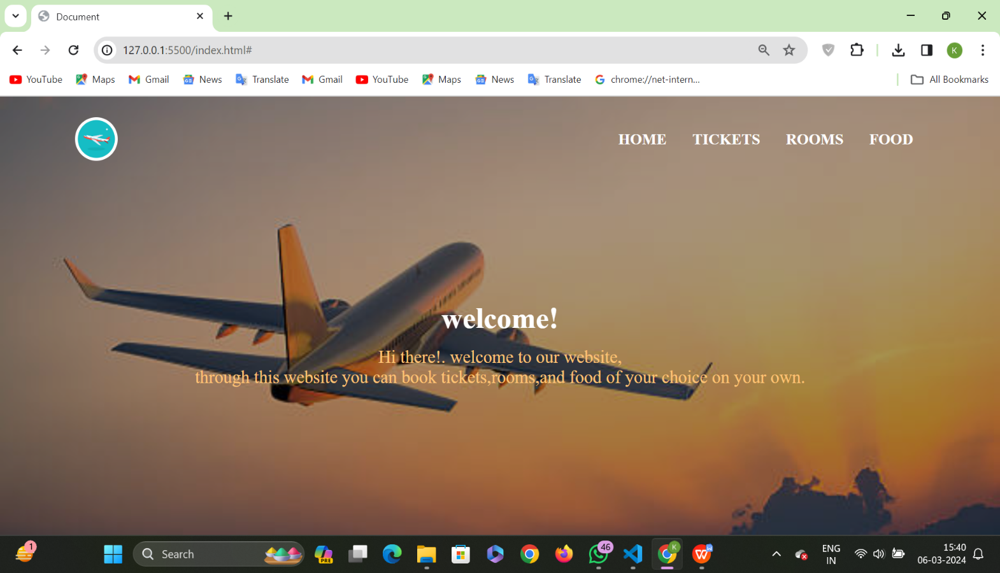 Document
127.0.0.1:5500/index.html#
K
YouTube Maps Gmail News Translate Gmail YouTube Maps News Translate chrome://net-intern... All Bookmarks
HOME TICKETS ROOMS FOOD
welcome!
Hi there!. welcome to our website,
through this website you can book tickets,rooms,and food of your choice on your own.
1
Search
PRE
46
K
W
ENG
IN
15:40
06-03-2024